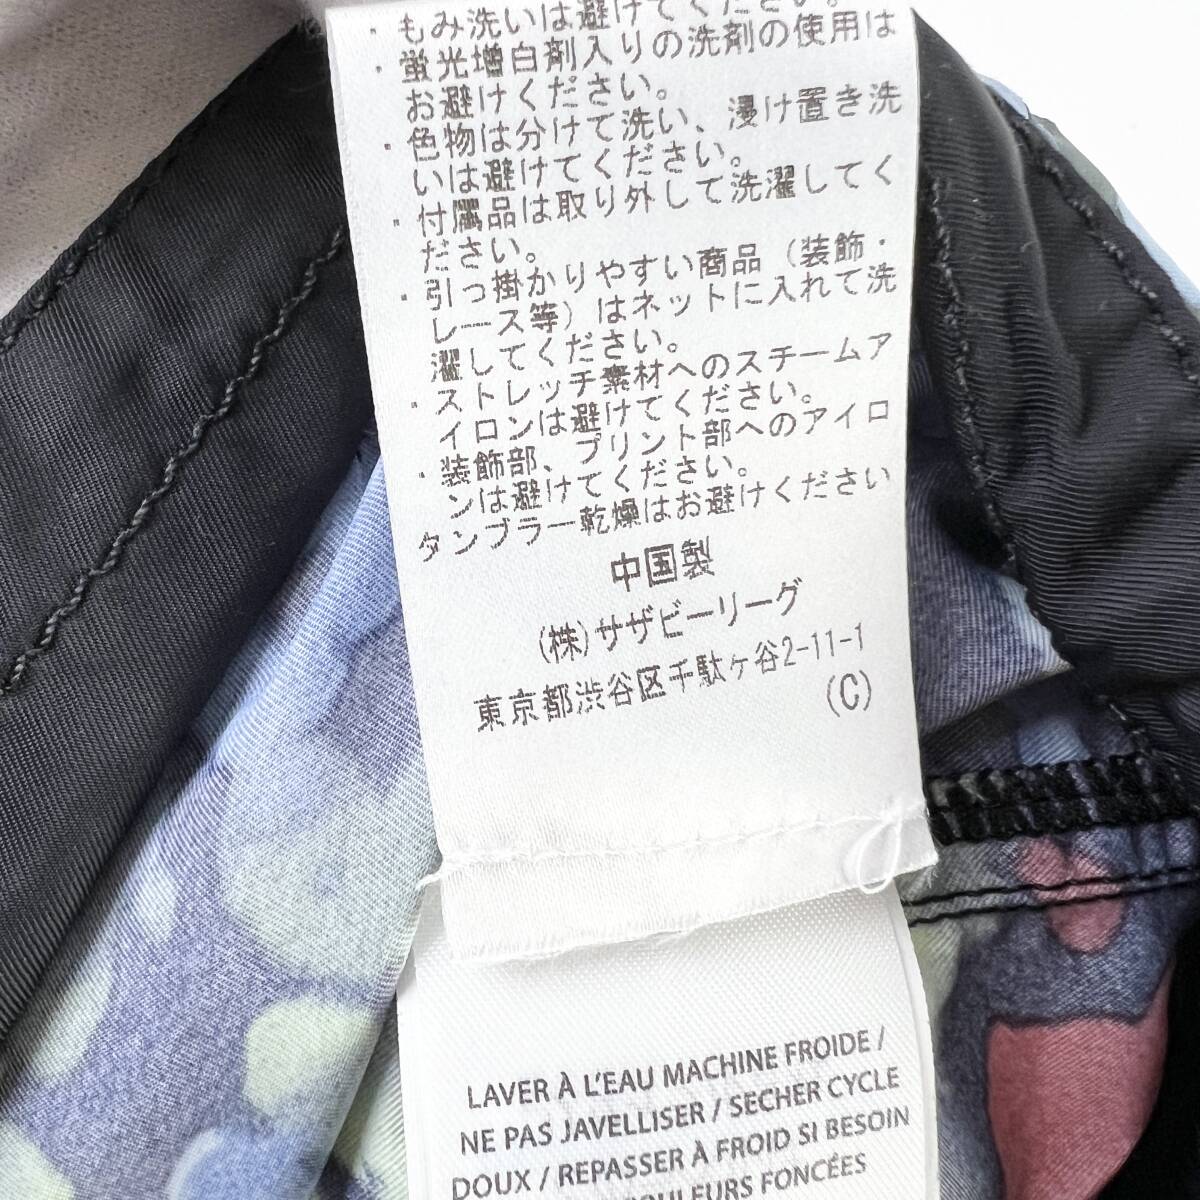 ・もみ洗いは避けてください。
・蛍光増白剤入りの洗剤の使用は
お避けください。
・色物は分けて洗い、浸け置き洗
いは避けてください。
・付属品は取り外して洗濯してく
ださい。
・引っ掛かりやすい商品（装飾・
レース等）はネットに入れて洗
濯してください。
・ストレッチ素材へのスチームア
イロンは避けてください。
・装飾部、プリント部へのアイロ
ンは避けてください。
タンブラー乾燥はお避けください
中国製
(株)サザビーリーグ
東京都渋谷区千駄ヶ谷2-11-1
(C)
LAVER À L'EAU MACHINE FROIDE /
NE PAS JAVELLISER / SECHER CYCLE
DOUX / REPASSER À FROID SI BESOIN
COULEURS FONCÉES